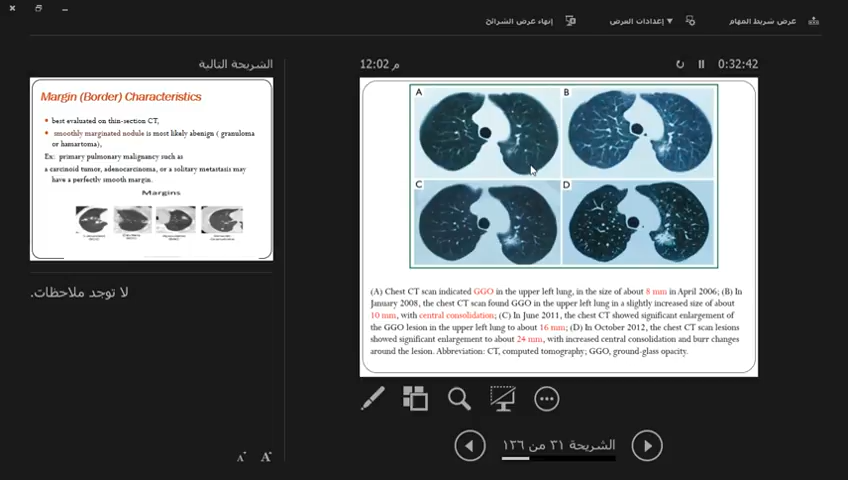 عرض شريط المهام
إعدادات العرض ▼
إنهاء عرض الشرائح
الشريحة التالية
Margin (Border) Characteristics
• best evaluated on thin-section CT,
• smoothly marginated nodule is most likely abenign ( granuloma
or hamartoma),
Ex: primary pulmonary malignancy such as
a carcinoid tumor, adenocarcinoma, or a solitary metastasis may
have a perfectly smooth margin.
Margins
لا توجد ملاحظات.
12:02 م
0:32:42
A
B
C
D
(A) Chest CT scan indicated GGO in the upper left lung, in the size of about 8 mm in April 2006; (B) In
January 2008, the chest CT scan found GGO in the upper left lung in a slightly increased size of about
10 mm, with central consolidation; (C) In June 2011, the chest CT showed significant enlargement of
the GGO lesion in the upper left lung to about 16 mm; (D) In October 2012, the chest CT scan lesions
showed significant enlargement to about 24 mm, with increased central consolidation and burr changes
around the lesion. Abbreviation: CT, computed tomography; GGO, ground-glass opacity.
الشريحة ٣١ من ١٣٦
A A